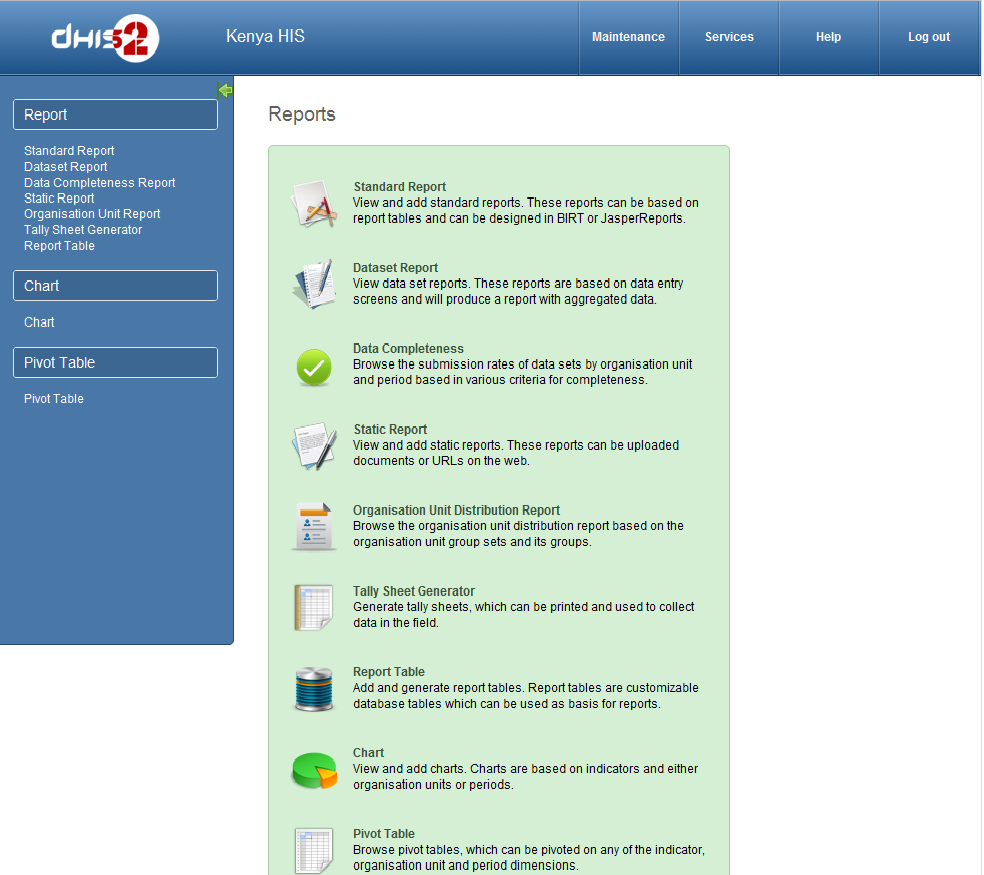 dHIS2
Kenya HIS
Maintenance
Services
Help
Log out
Report
Standard Report
Dataset Report
Data Completeness Report
Static Report
Organisation Unit Report
Tally Sheet Generator
Report Table
Chart
Chart
Pivot Table
Pivot Table
Reports
Standard Report
View and add standard reports. These reports can be based on
report tables and can be designed in BIRT or JasperReports.
Dataset Report
View data set reports. These reports are based on data entry
screens and will produce a report with aggregated data.
Data Completeness
Browse the submission rates of data sets by organisation unit
and period based in various criteria for completeness.
Static Report
View and add static reports. These reports can be uploaded
documents or URLs on the web.
Organisation Unit Distribution Report
Browse the organisation unit distribution report based on the
organisation unit group sets and its groups.
Tally Sheet Generator
Generate tally sheets, which can be printed and used to collect
data in the field.
Report Table
Add and generate report tables. Report tables are customizable
database tables which can be used as basis for reports.
Chart
View and add charts. Charts are based on indicators and either
organisation units or periods.
Pivot Table
Browse pivot tables, which can be pivoted on any of the indicator,
organisation unit and period dimensions.